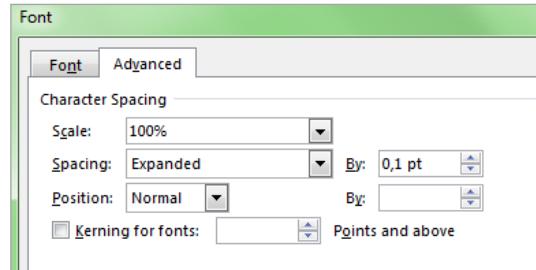 Font
Font Advanced
Character Spacing
Scale: 100%
Spacing: Expanded By: 0,1 pt
Position: Normal By:
Kerning for fonts: Points and above